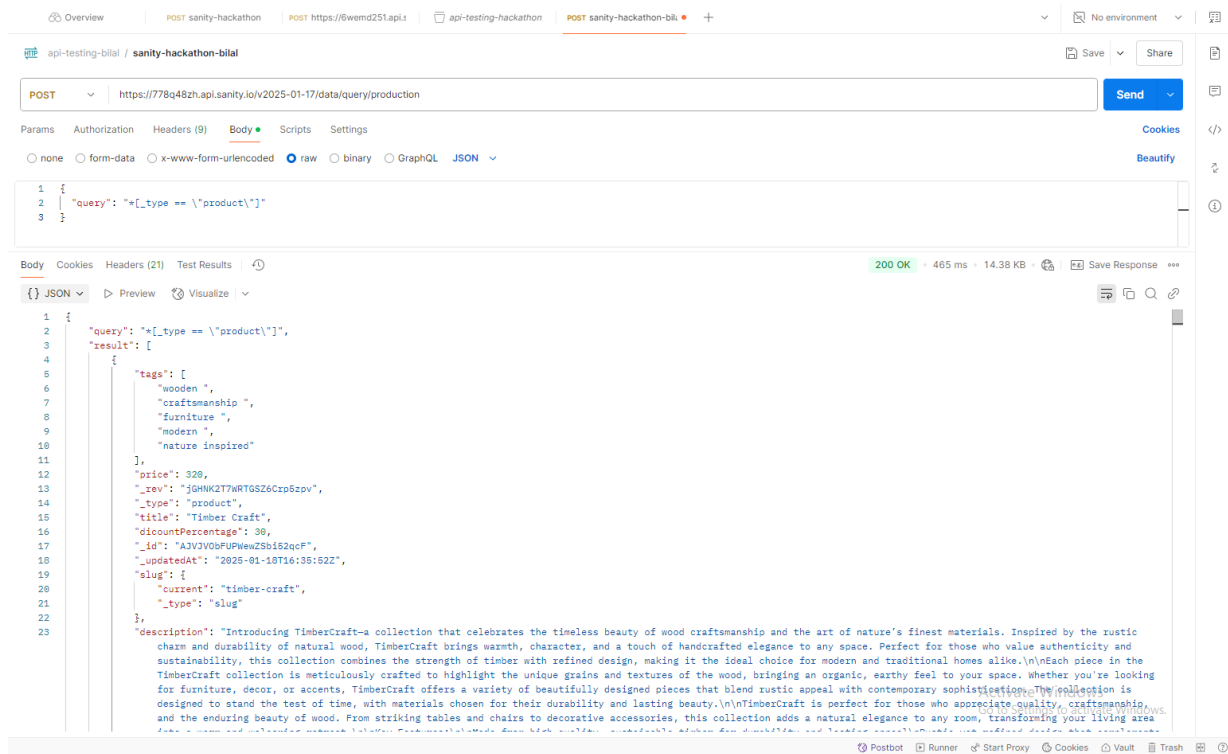 Overview
POST sanity-hackathon
POST https://6wemd251.api.s
api-testing-hackathon
POST sanity-hackathon-bil
No environment
HTTP api-testing-bilal / sanity-hackathon-bilal
Save
Share
POST
https://778q48zh.api.sanity.io/v2025-01-17/data/query/production
Send
Params Authorization Headers (9) Body Scripts Settings
Cookies
none form-data x-www-form-urlencoded raw binary GraphQL JSON
Beautify
1 {
2 "query": "*[_type == \"product\"]"
3 }
Body Cookies Headers (21) Test Results
200 OK • 465 ms • 14.38 KB
Save Response
{} JSON Preview Visualize
1 {
2 "query": "*[_type == \"product\"]",
3 "result": [
4 {
5 "tags": [
6 "wooden ",
7 "craftsmanship ",
8 "furniture ",
9 "modern ",
10 "nature inspired"
11 ],
12 "price": 320,
13 "_rev": "jGHNK2T7WRTGSZ6Crp5zpv",
14 "_type": "product",
15 "title": "Timber Craft",
16 "dicountPercentage": 30,
17 "_id": "AJVJVObFUPWewZSbi52qcF",
18 "_updatedAt": "2025-01-18T16:35:52Z",
19 "slug": {
20 "current": "timber-craft",
21 "_type": "slug"
22 },
23 "description": "Introducing TimberCraft—a collection that celebrates the timeless beauty of wood craftsmanship and the art of nature's finest materials. Inspired by the rustic
charm and durability of natural wood, TimberCraft brings warmth, character, and a touch of handcrafted elegance to any space. Perfect for those who value authenticity and
sustainability, this collection combines the strength of timber with refined design, making it the ideal choice for modern and traditional homes alike.\n\nEach piece in the
TimberCraft collection is meticulously crafted to highlight the unique grains and textures of the wood, bringing an organic, earthy feel to your space. Whether you're looking
for furniture, decor, or accents, TimberCraft offers a variety of beautifully designed pieces that blend rustic appeal with contemporary sophistication. The collection is
designed to stand the test of time, with materials chosen for their durability and lasting beauty.\n\nTimberCraft is perfect for those who appreciate quality, craftsmanship,
and the enduring beauty of wood. From striking tables and chairs to decorative accessories, this collection adds a natural elegance to any room, transforming your living area
Activate Windows
Go to Settings to activate Windows.
Postbot Runner Start Proxy Cookies Vault Trash